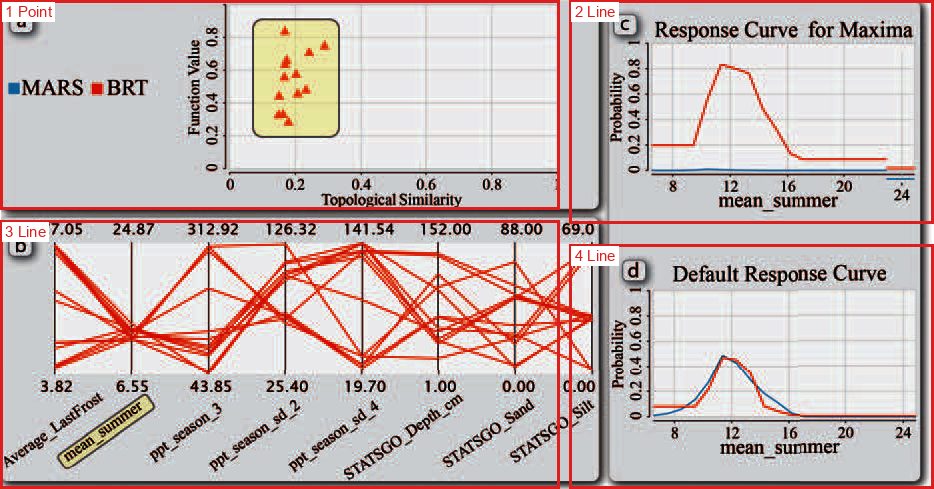 1 Point
a
MARS BRT
Function Value
0.8
0.6
0.4
0.2
0
0 0.2 0.4 0.6 0.8 1
Topological Similarity
2 Line
c
Response Curve for Maxima
Probability
1
0.8
0.4
0.2
0
8 12 16 20 24
mean_summer
3 Line
b
7.05 24.87 312.92 126.32 141.54 152.00 88.00 69.0
3.82 6.55 43.85 25.40 19.70 1.00 0.00 0.00
Average_LastFrost
mean_summer
ppt_season_3
ppt_season_sd_2
ppt_season_sd_4
STATSGO_Depth_cm
STATSGO_Sand
STATSGO_Silt
4 Line
d
Default Response Curve
Probability
1
0.8
0.6
0.4
0.2
0
8 12 16 20 24
mean_summer